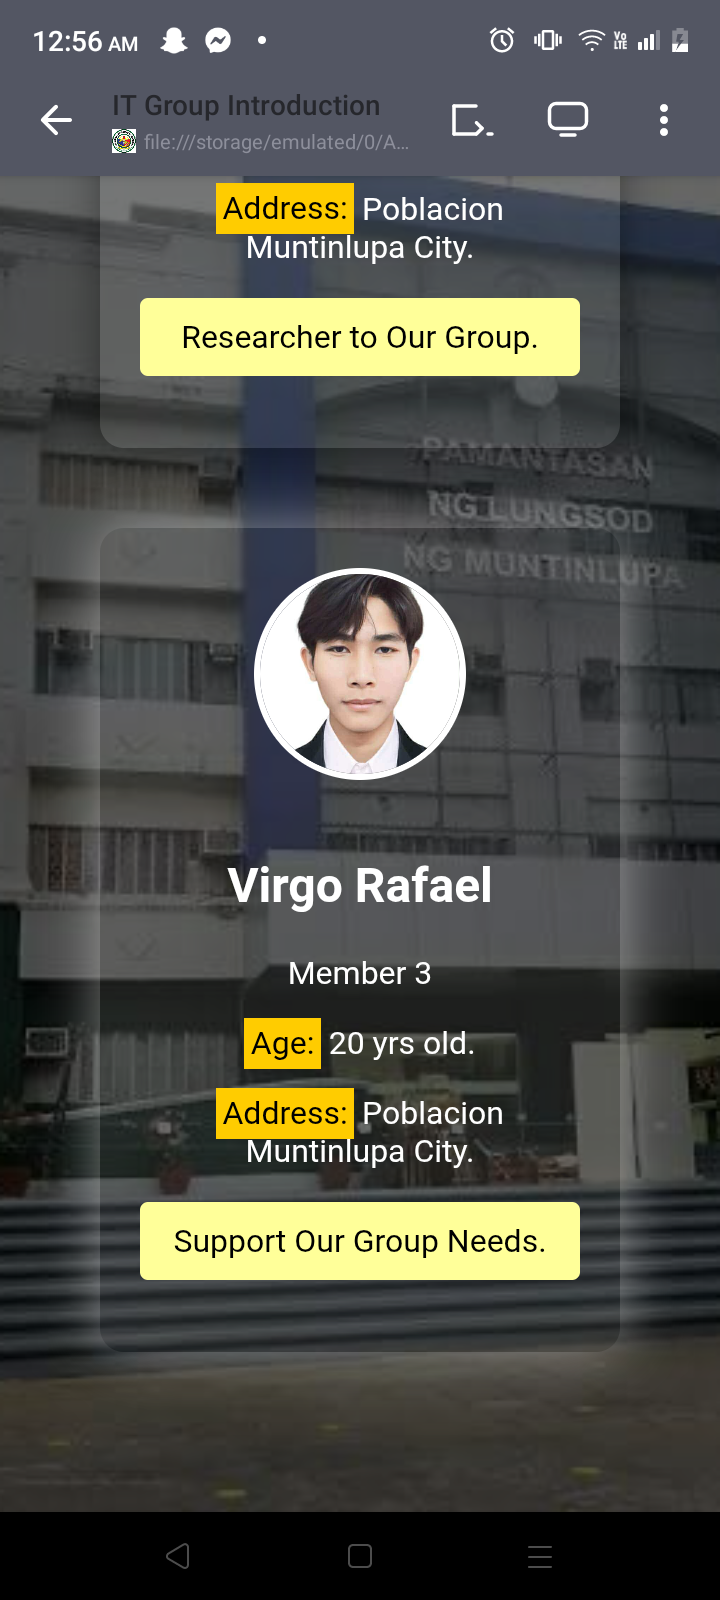 12:56 AM
VO
LTE
IT Group Introduction
file:///storage/emulated/0/A...
Address: Poblacion
Muntinlupa City.
Researcher to Our Group.
PAMANTASAN
NG LUNGSOD
NG MUNTINLUPA
Virgo Rafael
Member 3
Age: 20 yrs old.
Address: Poblacion
Muntinlupa City.
Support Our Group Needs.